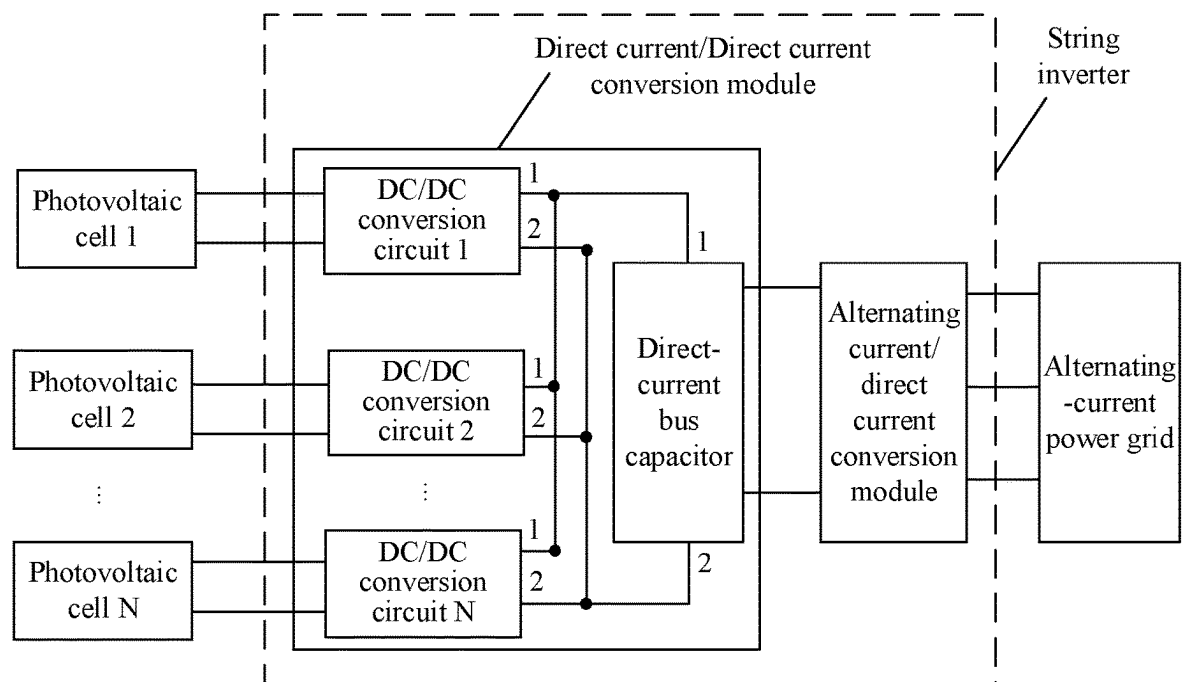 Direct current/Direct current
conversion module
String
inverter
Photovoltaic
cell 1
DC/DC
conversion
circuit 1
1
2
1
Photovoltaic
cell 2
DC/DC
conversion
circuit 2
1
2
Direct-
current
bus
capacitor
Alternating
current/
direct
current
conversion
module
Alternating
-current
power grid
⋮
⋮
Photovoltaic
cell N
DC/DC
conversion
circuit N
1
2
2